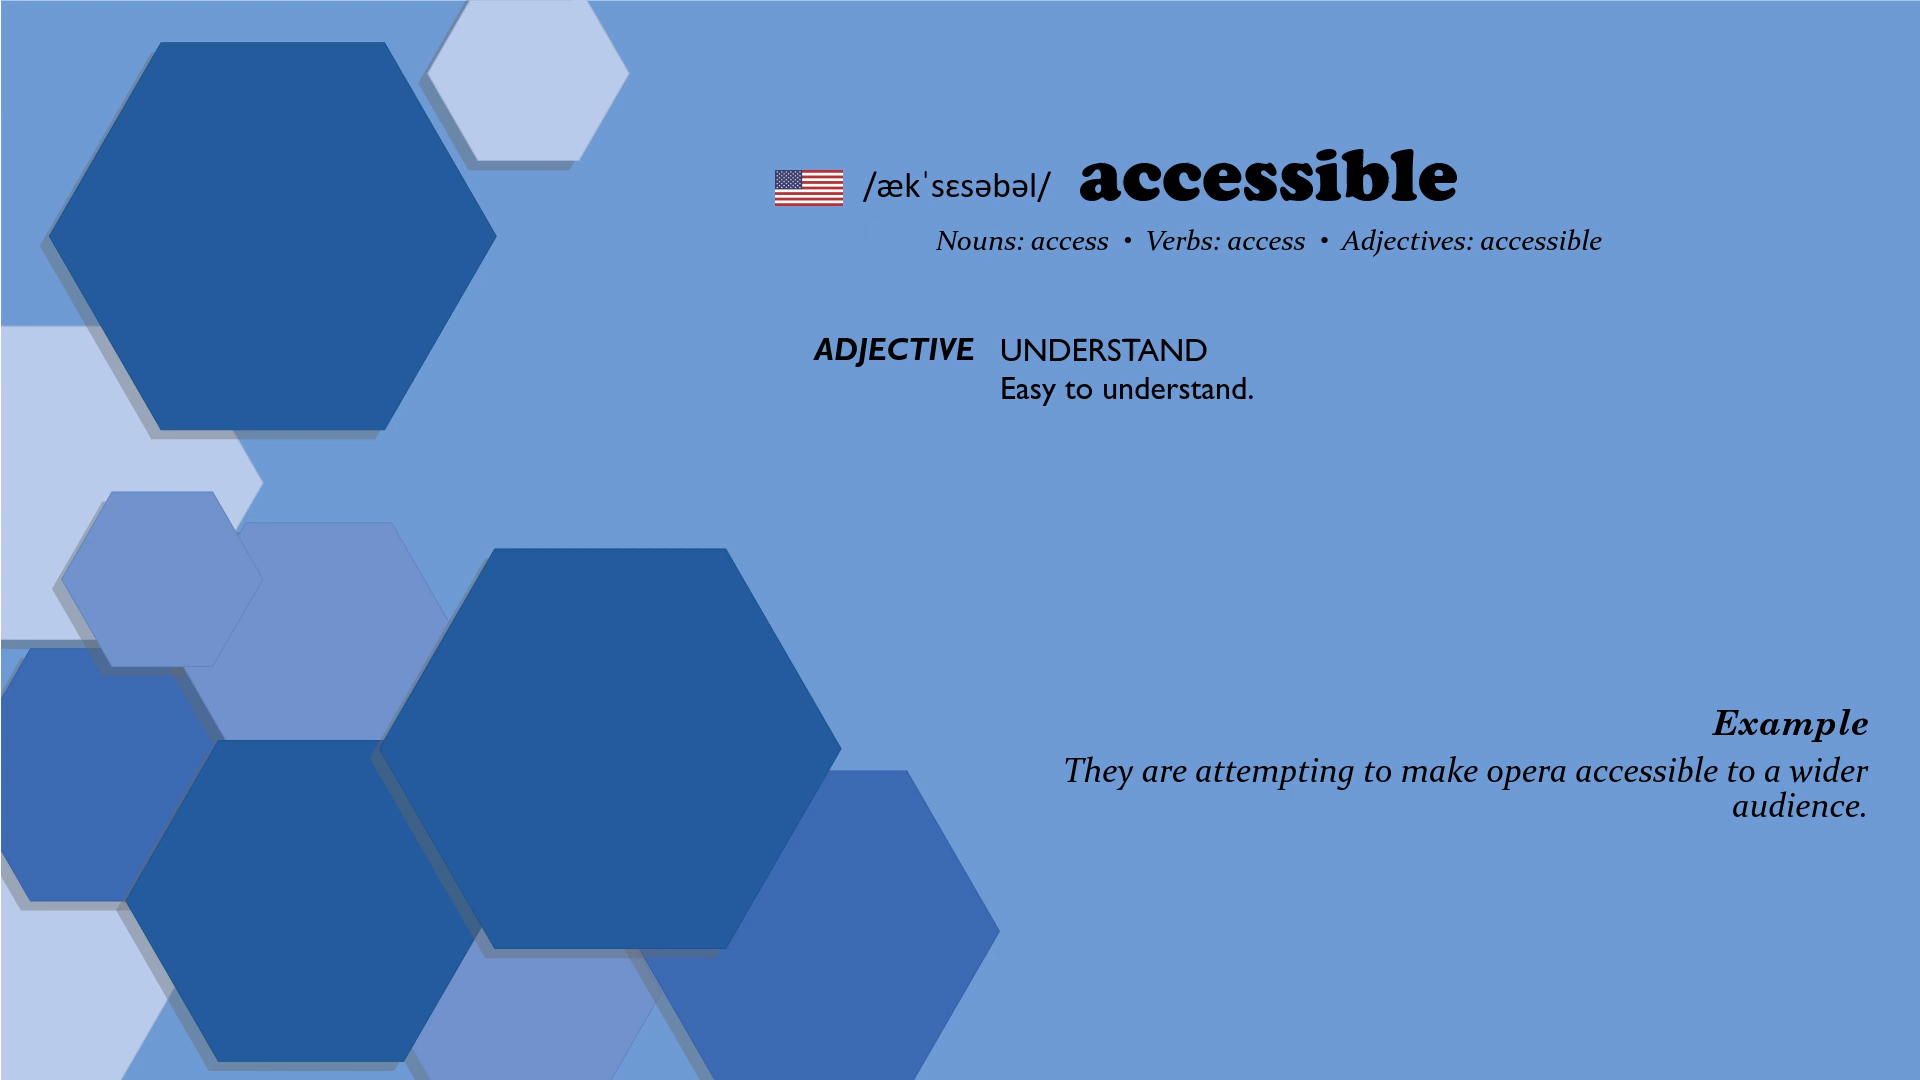 /ækˈsɛsəbəl/ accessible
Nouns: access • Verbs: access • Adjectives: accessible
ADJECTIVE UNDERSTAND
Easy to understand.
Example
They are attempting to make opera accessible to a wider
audience.